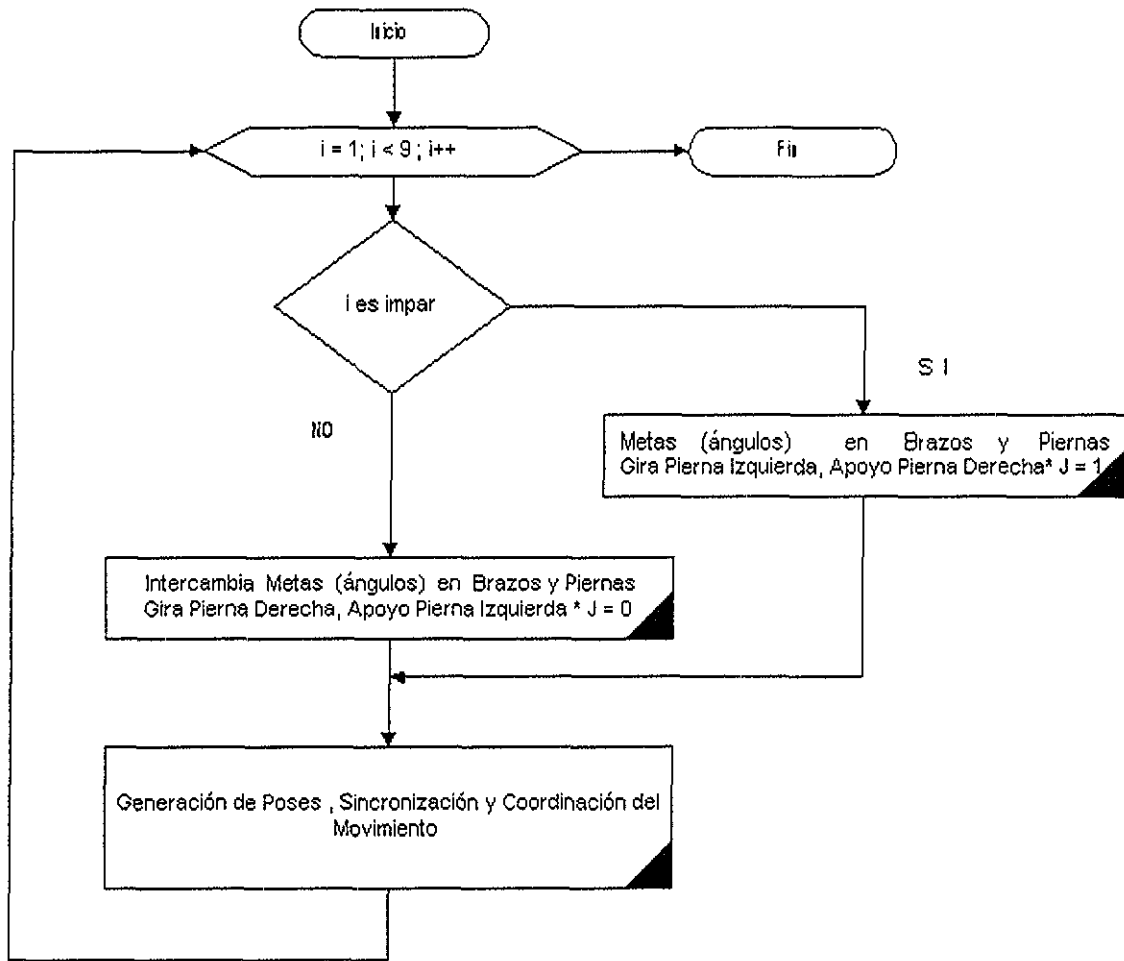 Inicio
i = 1; i < 9 ; i++
Fin
i es impar
S I
NO
Metas (ángulos) en Brazos y Piernas
Gira Pierna Izquierda, Apoyo Pierna Derecha* J = 1
Intercambia Metas (ángulos) en Brazos y Piernas
Gira Pierna Derecha, Apoyo Pierna Izquierda * J = 0
Generación de Poses , Sincronización y Coordinación del
Movimiento